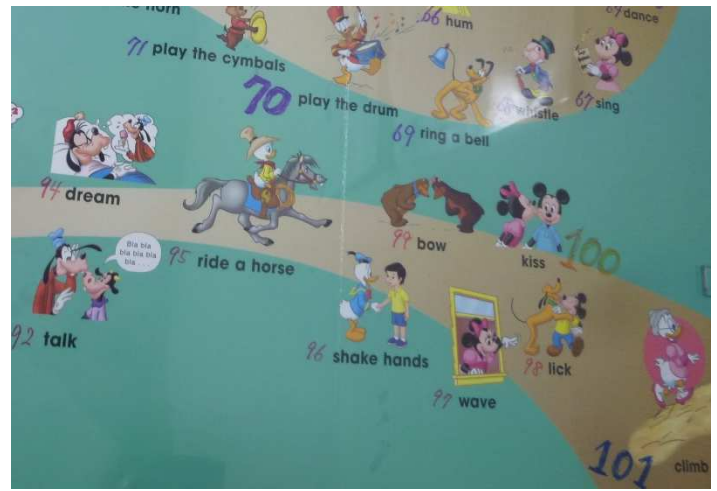 horn
66 hum
dance
71 play the cymbals
70 play the drum
69 ring a bell
68 whistle
67 sing
94 dream
95 ride a horse
99 bow
kiss 100
Bla bla
bla bla bla
bla . . .
92 talk
96 shake hands
97 wave
98 lick
101 climb